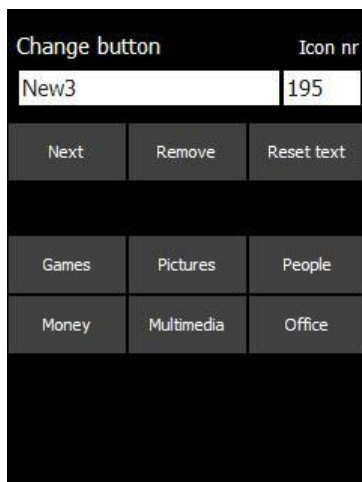 Change button Icon nr
New3 195
Next Remove Reset text
Games Pictures People
Money Multimedia Office